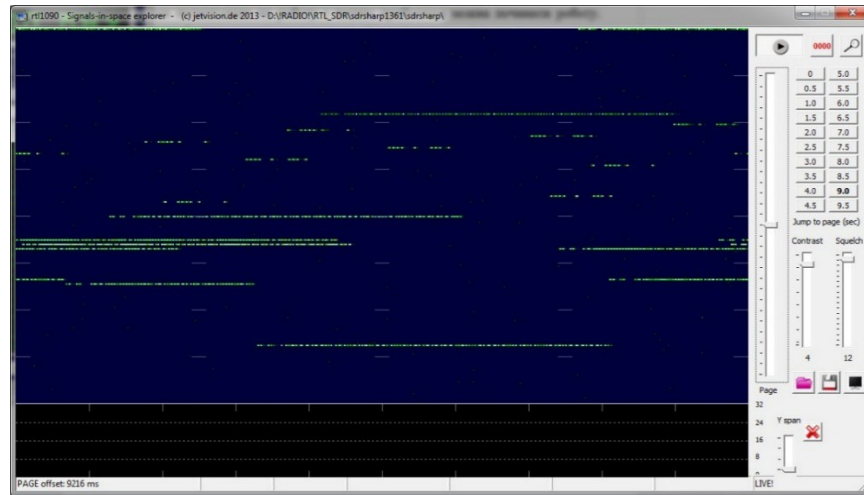 rtl1090 - Signals-in-space explorer - (c) jetvision.de 2013 - D:\!RADIO!\RTL_SDR\sdrsharp1361\sdrsharp\
0000
0 5.0
0.5 5.5
1.0 6.0
1.5 6.5
2.0 7.0
2.5 7.5
3.0 8.0
3.5 8.5
4.0 9.0
4.5 9.5
Jump to page (sec)
Contrast Squelch
4 12
Page
32
24 Y span
16
8
0
PAGE offset: 9216 ms LIVE!